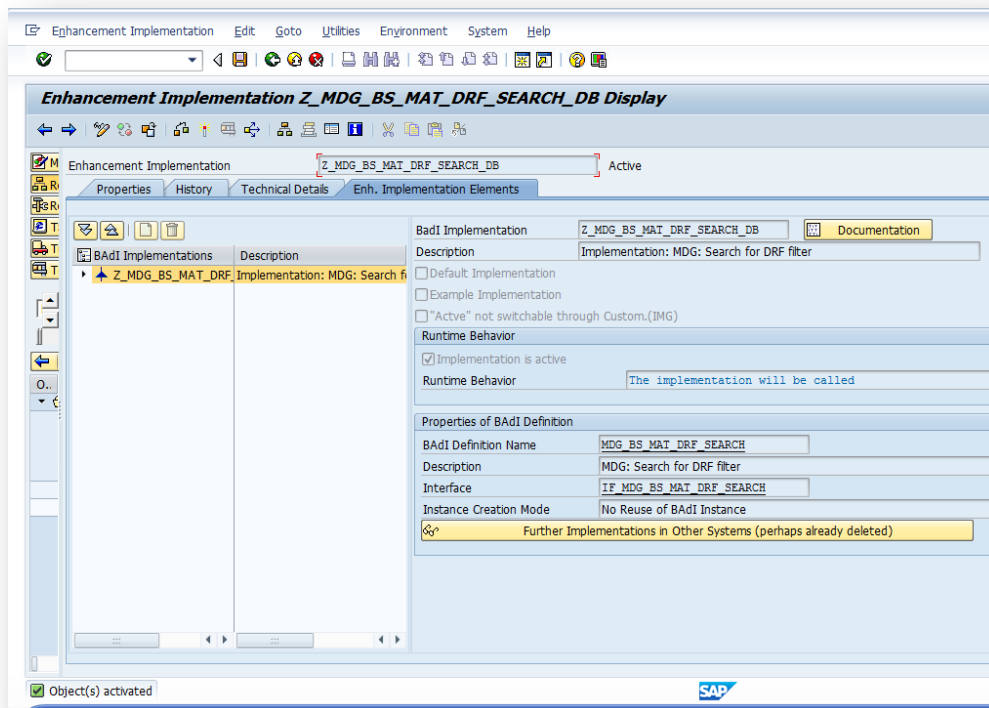 Enhancement Implementation Edit Goto Utilities Environment System Help
Enhancement Implementation Z_MDG_BS_MAT_DRF_SEARCH_DB Display
Enhancement Implementation Z_MDG_BS_MAT_DRF_SEARCH_DB Active
Properties History Technical Details Enh. Implementation Elements
BAdI Implementations Description
Z_MDG_BS_MAT_DRF_ Implementation: MDG: Search f
BadI Implementation Z_MDG_BS_MAT_DRF_SEARCH_DB Documentation
Description Implementation: MDG: Search for DRF filter
Default Implementation
Example Implementation
"Actve" not switchable through Custom.(IMG)
Runtime Behavior
Implementation is active
Runtime Behavior The implementation will be called
Properties of BAdI Definition
BAdI Definition Name MDG_BS_MAT_DRF_SEARCH
Description MDG: Search for DRF filter
Interface IF_MDG_BS_MAT_DRF_SEARCH
Instance Creation Mode No Reuse of BAdI Instance
Further Implementations in Other Systems (perhaps already deleted)
M
R
R
T
T
T
O..
Object(s) activated
SAP